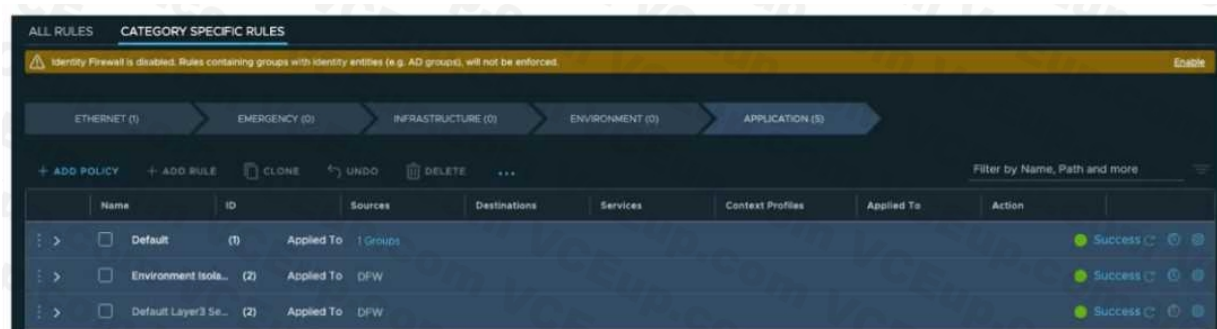 ALL RULES CATEGORY SPECIFIC RULES
Identity Firewall is disabled. Rules containing groups with identity entities (e.g. AD groups), will not be enforced. Enable
ETHERNET (1) EMERGENCY (0) INFRASTRUCTURE (0) ENVIRONMENT (0) APPLICATION (5)
+ ADD POLICY + ADD RULE CLONE UNDO DELETE ... Filter by Name, Path and more
Name ID Sources Destinations Services Context Profiles Applied To Action
Default (1) Applied To 1 Groups Success
Environment Isola... (2) Applied To DFW Success
Default Layer3 Se... (2) Applied To DFW Success